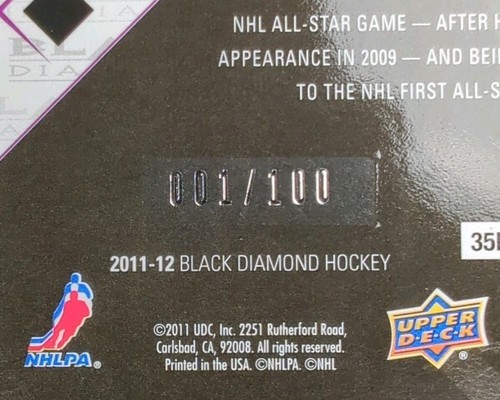 NHL ALL-STAR GAME — AFTER
APPEARANCE IN 2009 — AND
TO THE NHL FIRST ALL-
001/100
35
2011-12 BLACK DIAMOND HOCKEY
NHLPA®
©2011 UDC, Inc. 2251 Rutherford Road,
Carlsbad, CA, 92008. All rights reserved.
Printed in the USA. ©NHLPA. ©NHL
UPPER
DECK®